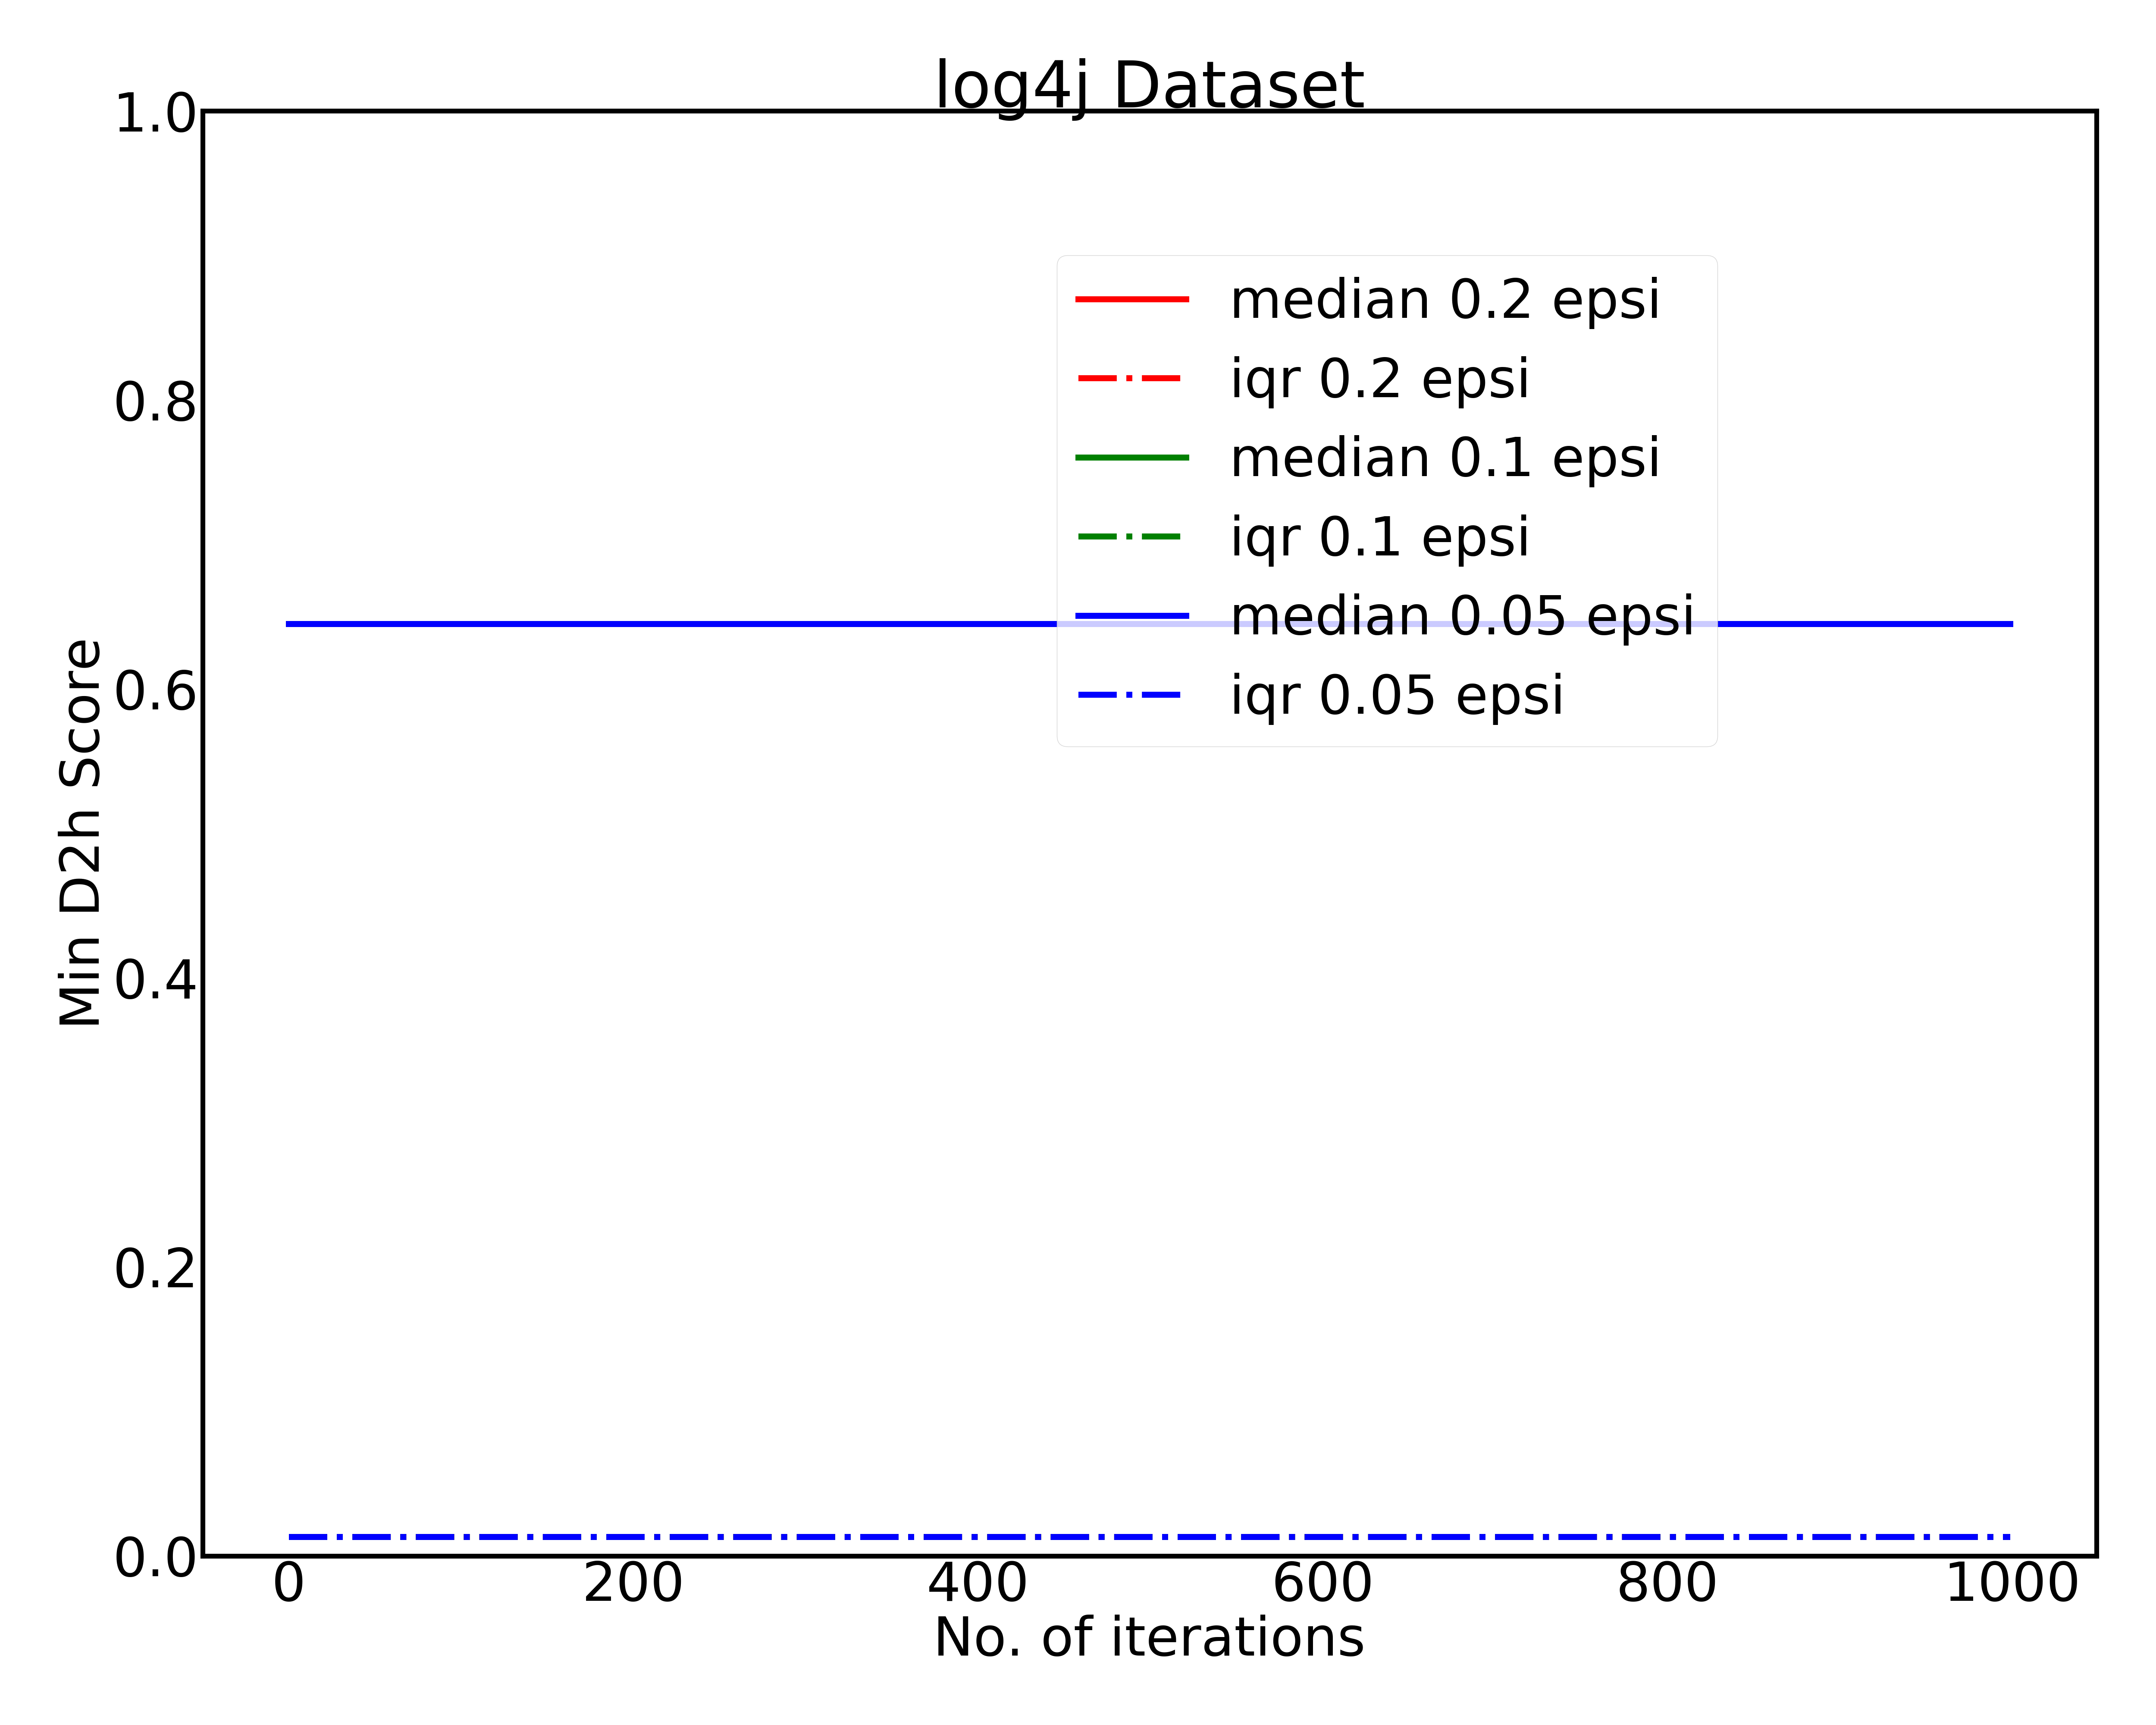 log4j Dataset
1.0
0.8
0.6
0.4
0.2
0.0
Min D2h Score
median 0.2 epsi
iqr 0.2 epsi
median 0.1 epsi
iqr 0.1 epsi
median 0.05 epsi
iqr 0.05 epsi
0 200 400 600 800 1000
No. of iterations